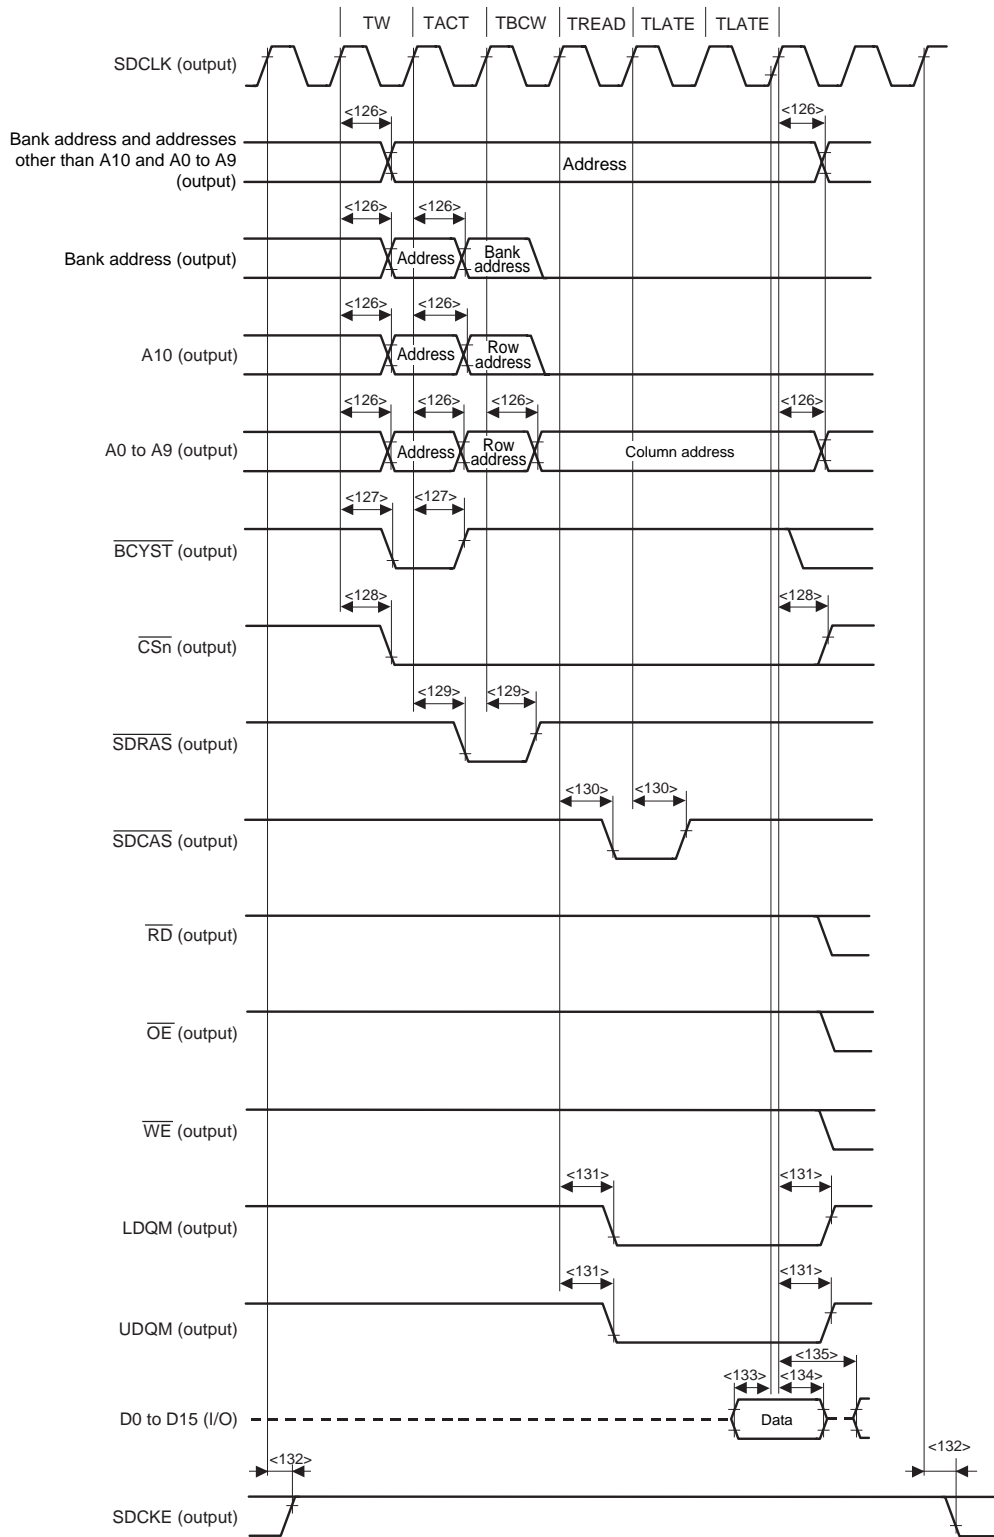 TW TACT TBCW TREAD TLATE TLATE
SDCLK (output)
<126> <126>
Bank address and addresses
other than A10 and A0 to A9
(output)
Address
<126> <126>
Bank address (output)
Address
Bank
address
<126> <126>
A10 (output)
Address
Row
address
<126> <126> <126> <126>
A0 to A9 (output)
Address
Row
address
Column address
<127> <127>
BCYST (output)
<128> <128>
CSn (output)
<129> <129>
SDRAS (output)
<130> <130>
SDCAS (output)
RD (output)
OE (output)
WE (output)
<131> <131>
LDQM (output)
<131> <131>
UDQM (output)
<135>
<133> <134>
D0 to D15 (I/O)
Data
<132> <132>
SDCKE (output)